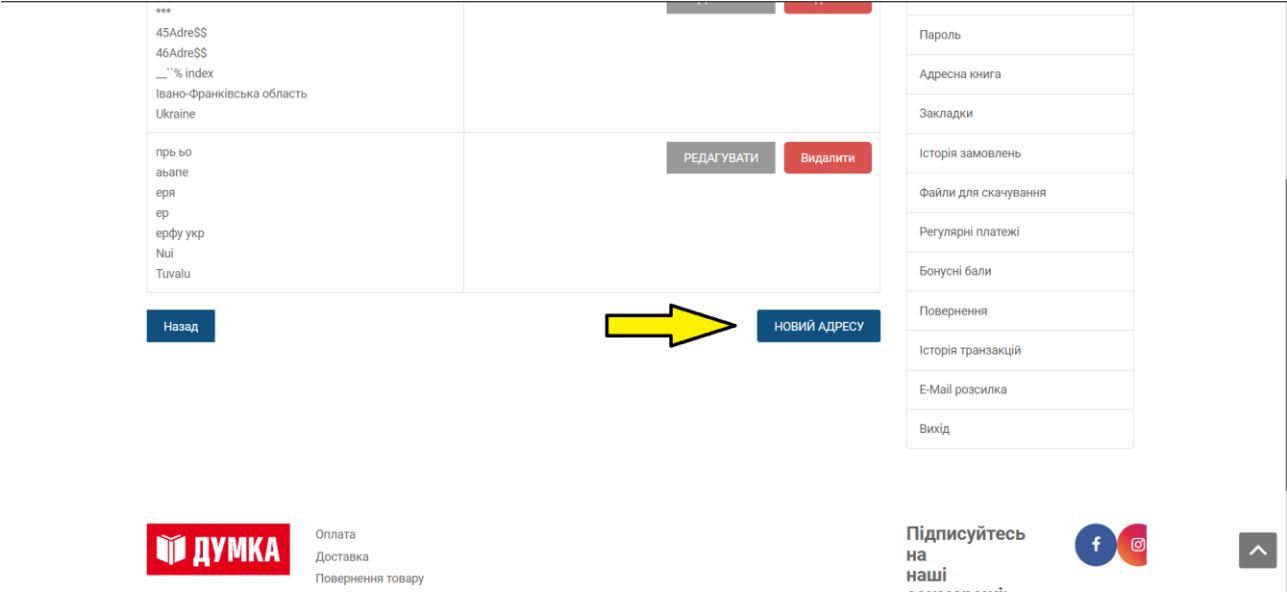 ***
45Adre$$
46Adre$$
__``% index
Івано-Франківська область
Ukraine
прь ьо
аьапе
еря
ер
ерфу укр
Nui
Tuvalu
РЕДАГУВАТИ
Видалити
Назад
НОВИЙ АДРЕСУ
Пароль
Адресна книга
Закладки
Історія замовлень
Файли для скачування
Регулярні платежі
Бонусні бали
Повернення
Історія транзакцій
E-Mail розсилка
Вихід
ДУМКА
Оплата
Доставка
Повернення товару
Підписуйтесь
на
наші